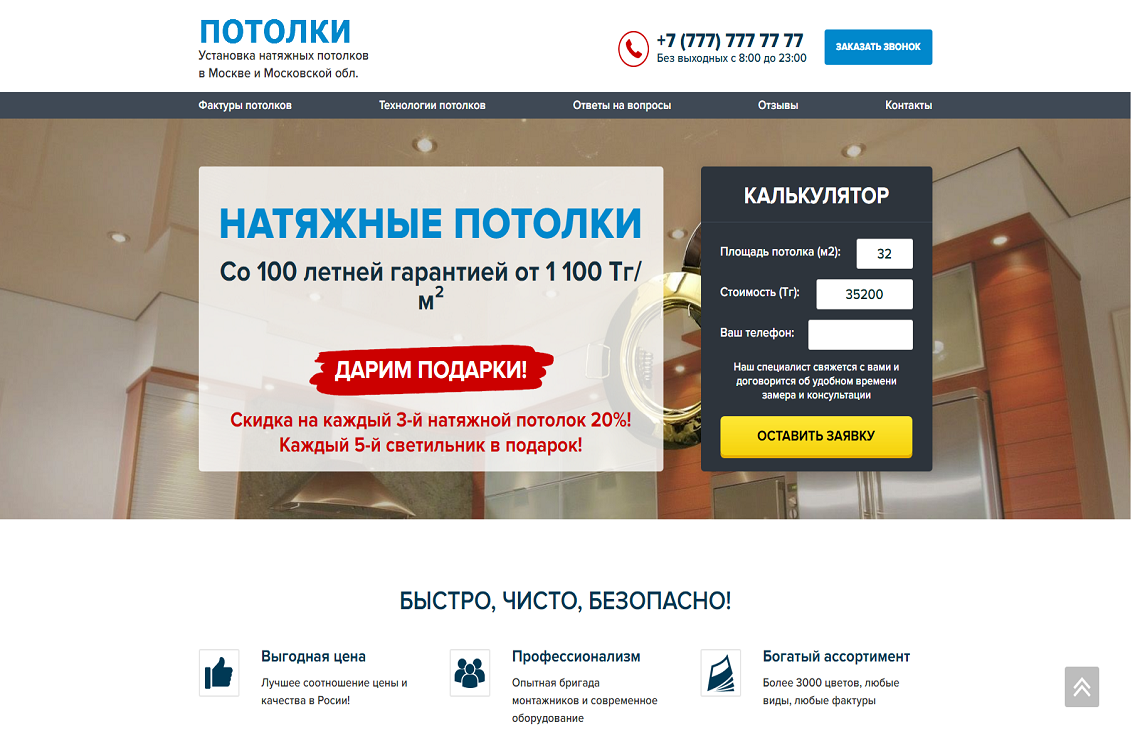 ПОТОЛКИ
Установка натяжных потолков
в Москве и Московской обл.
+7 (777) 777 77 77
Без выходных с 8:00 до 23:00
ЗАКАЗАТЬ ЗВОНОК
Фактуры потолков
Технологии потолков
Ответы на вопросы
Отзывы
Контакты
НАТЯЖНЫЕ ПОТОЛКИ
Со 100 летней гарантией от 1 100 Тг/
м²
ДАРИМ ПОДАРКИ!
Скидка на каждый 3-й натяжной потолок 20%!
Каждый 5-й светильник в подарок!
КАЛЬКУЛЯТОР
Площадь потолка (м2):
32
Стоимость (Тг):
35200
Ваш телефон:
Наш специалист свяжется с вами и
договорится об удобном времени
замера и консультации
ОСТАВИТЬ ЗАЯВКУ
БЫСТРО, ЧИСТО, БЕЗОПАСНО!
Выгодная цена
Лучшее соотношение цены и
качества в Росии!
Профессионализм
Опытная бригада
монтажников и современное
оборудование
Богатый ассортимент
Более 3000 цветов, любые
виды, любые фактуры